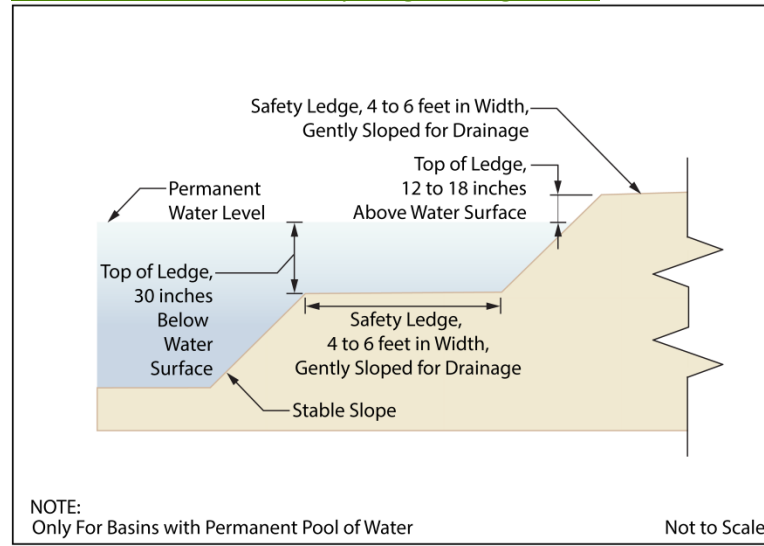 Safety Ledge, 4 to 6 feet in Width,
Gently Sloped for Drainage
Top of Ledge,
12 to 18 inches
Above Water Surface
Permanent
Water Level
Top of Ledge,
30 inches
Below
Water
Surface
Safety Ledge,
4 to 6 feet in Width,
Gently Sloped for Drainage
Stable Slope
NOTE:
Only For Basins with Permanent Pool of Water
Not to Scale